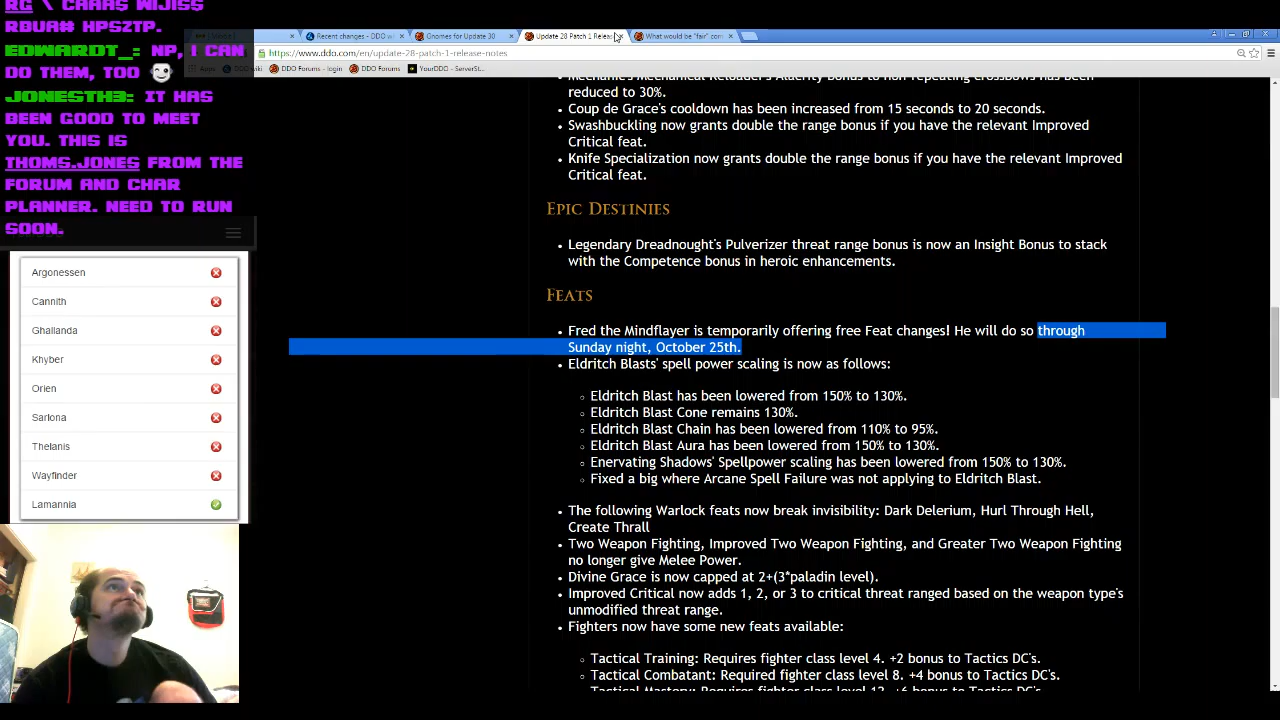 RBUA# HPSZTP.
EDWARDT_: NP, I CAN
DO THEM, TOO
JONESTH3: IT HAS
BEEN GOOD TO MEET
YOU. THIS IS
THOMS.JONES FROM THE
FORUM AND CHAR
PLANNER. NEED TO RUN
SOON.
Argonessen
Cannith
Ghallanda
Khyber
Orien
Sarlona
Thelanis
Wayfinder
Lamannia
Recent changes - DDO wi
Gnomes for Update 30
Update 28 Patch 1 Releas
What would be "fair" con
https://www.ddo.com/en/update-28-patch-1-release-notes
Apps
DDO wiki
DDO Forums - login
DDO Forums
YourDDO - ServerSt...
reduced to 30%.
Coup de Grace's cooldown has been increased from 15 seconds to 20 seconds.
Swashbuckling now grants double the range bonus if you have the relevant Improved
Critical feat.
Knife Specialization now grants double the range bonus if you have the relevant Improved
Critical feat.
Epic Destinies
Legendary Dreadnought's Pulverizer threat range bonus is now an Insight Bonus to stack
with the Competence bonus in heroic enhancements.
Feats
Fred the Mindflayer is temporarily offering free Feat changes! He will do so through
Sunday night, October 25th.
Eldritch Blasts' spell power scaling is now as follows:
Eldritch Blast has been lowered from 150% to 130%.
Eldritch Blast Cone remains 130%.
Eldritch Blast Chain has been lowered from 110% to 95%.
Eldritch Blast Aura has been lowered from 150% to 130%.
Enervating Shadows' Spellpower scaling has been lowered from 150% to 130%.
Fixed a big where Arcane Spell Failure was not applying to Eldritch Blast.
The following Warlock feats now break invisibility: Dark Delerium, Hurl Through Hell,
Create Thrall
Two Weapon Fighting, Improved Two Weapon Fighting, and Greater Two Weapon Fighting
no longer give Melee Power.
Divine Grace is now capped at 2+(3*paladin level).
Improved Critical now adds 1, 2, or 3 to critical threat ranged based on the weapon type's
unmodified threat range.
Fighters now have some new feats available:
Tactical Training: Requires fighter class level 4. +2 bonus to Tactics DC's.
Tactical Combatant: Required fighter class level 8. +4 bonus to Tactics DC's.
Tactical Mastery: Requires fighter class level 12. +6 bonus to Tactics DC's.